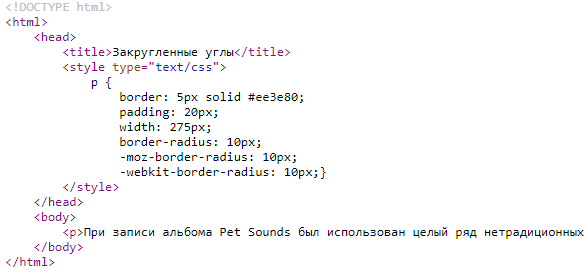 <!DOCTYPE html>
<html>
<head>
<title>Закругленные углы</title>
<style type="text/css">
p {
border: 5px solid #ee3e80;
padding: 20px;
width: 275px;
border-radius: 10px;
-moz-border-radius: 10px;
-webkit-border-radius: 10px;}
</style>
</head>
<body>
<p>При записи альбома Pet Sounds был использован целый ряд нетрадиционных
</body>
</html>